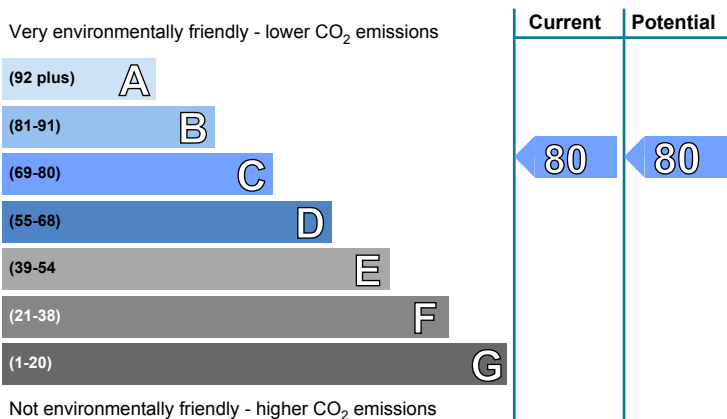 Very environmentally friendly - lower CO2 emissions
Current Potential
(92 plus) A
(81-91) B
(69-80) C
80 80
(55-68) D
(39-54 E
(21-38) F
(1-20) G
Not environmentally friendly - higher CO2 emissions